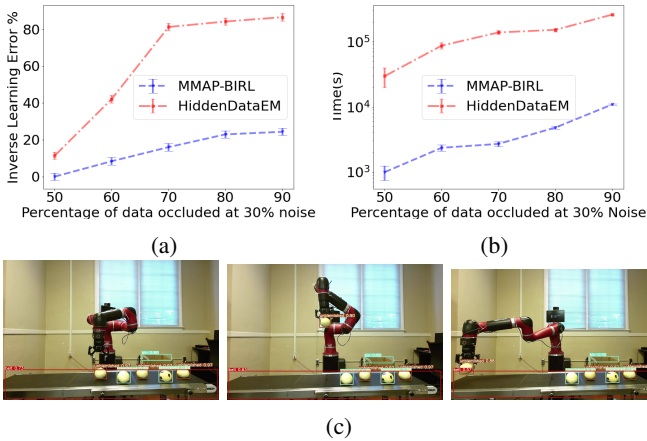 Inverse Learning Error %
80
60
40
20
0
MMAP-BIRL
HiddenDataEM
50 60 70 80 90
Percentage of data occluded at 30% noise
(a)
Time(s)
10^5
10^4
10^3
MMAP-BIRL
HiddenDataEM
50 60 70 80 90
Percentage of data occluded at 30% Noise
(b)
(c)